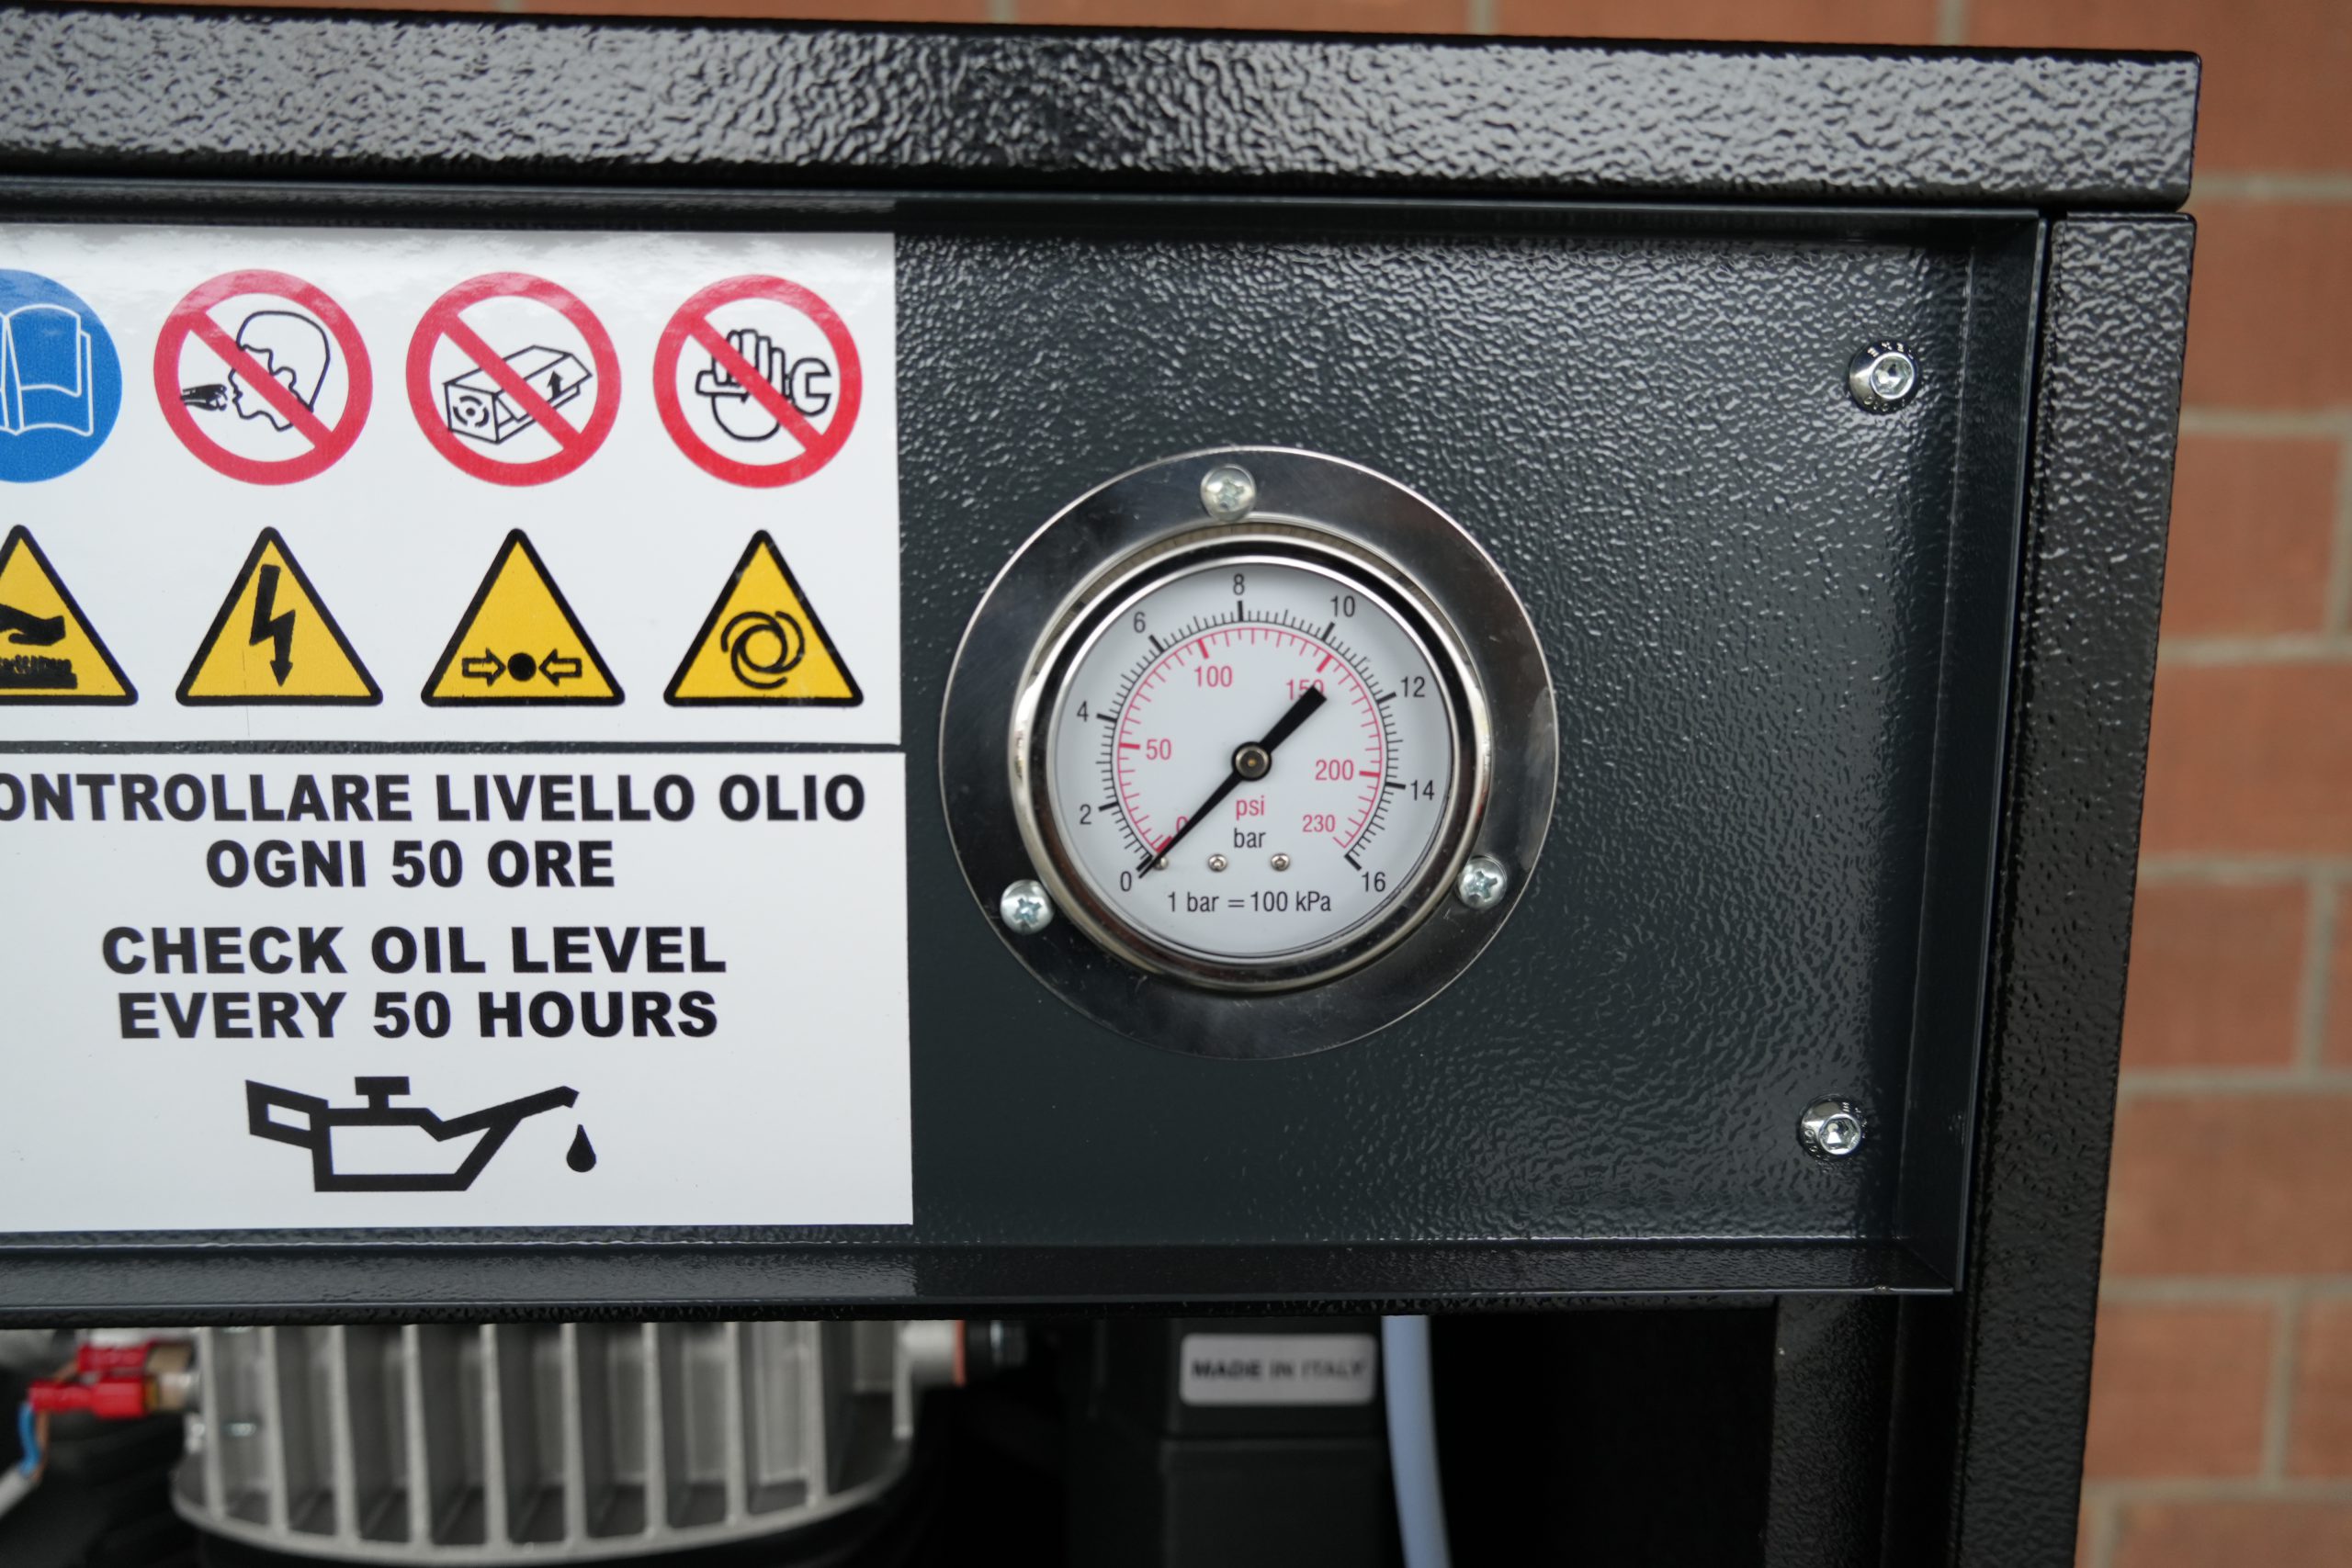 ONTROLLARE LIVELLO OLIO
OGNI 50 ORE
CHECK OIL LEVEL
EVERY 50 HOURS
0 2 4 6 8 10 12 14 16
0 50 100 150 200 230
psi
bar
1 bar = 100 kPa
MADE IN ITALY